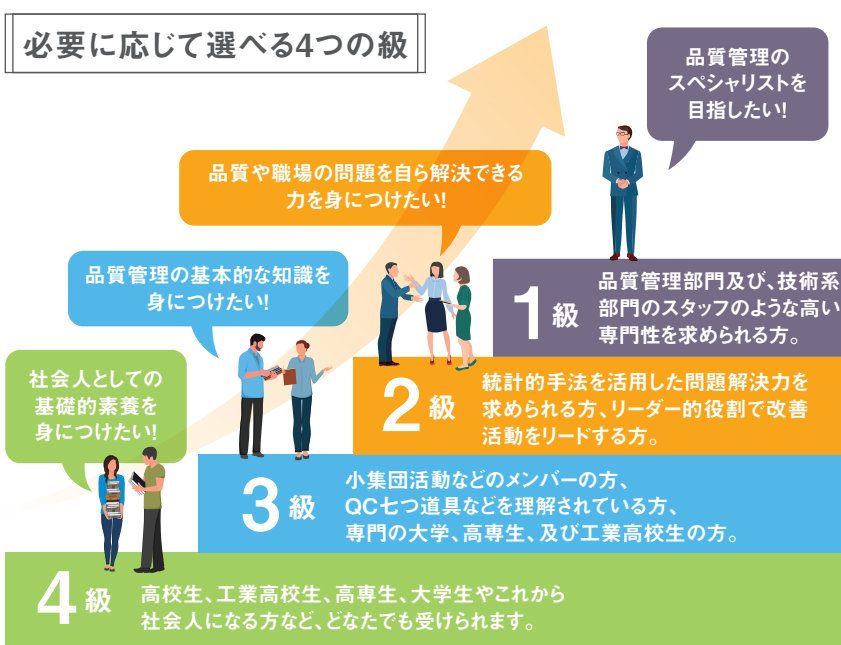 必要に応じて選べる4つの級
品質管理の
スペシャリストを
目指したい!
品質や職場の問題を自ら解決できる
力を身につけたい!
品質管理の基本的な知識を
身につけたい!
社会人としての
基礎的素養を
身につけたい!
1級
品質管理部門及び、技術系
部門のスタッフのような高い
専門性を求められる方。
2級
統計的手法を活用した問題解決力を
求められる方、リーダー的役割で改善
活動をリードする方。
3級
小集団活動などのメンバーの方、
QC七つ道具などを理解されている方、
専門の大学、高専生、及び工業高校生の方。
4級
高校生、工業高校生、高専生、大学生やこれから
社会人になる方など、どなたでも受けられます。